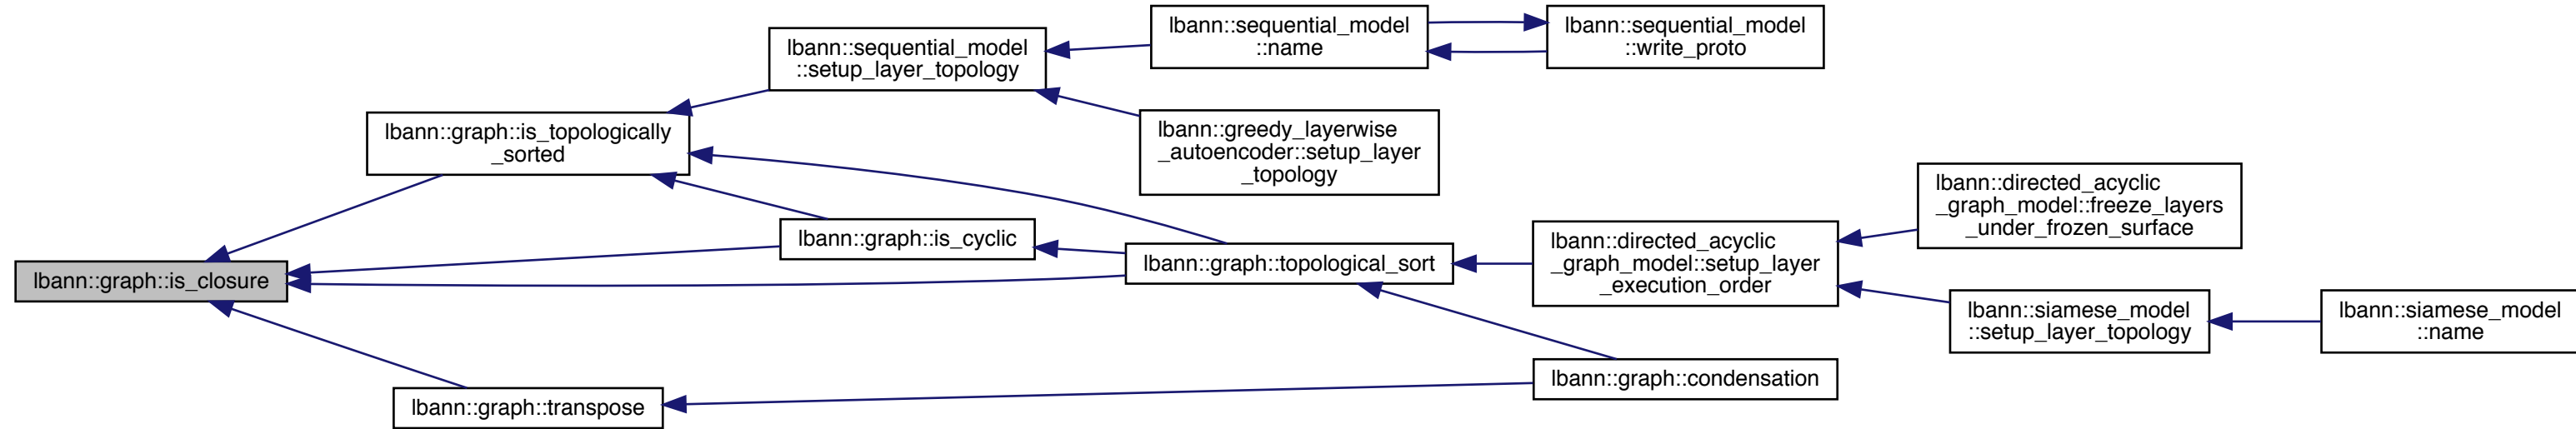 lbann::graph::is_closure
lbann::graph::is_topologically
_sorted
lbann::sequential_model
::setup_layer_topology
lbann::sequential_model
::name
lbann::sequential_model
::write_proto
lbann::greedy_layerwise
_autoencoder::setup_layer
_topology
lbann::graph::is_cyclic
lbann::graph::topological_sort
lbann::directed_acyclic
_graph_model::setup_layer
_execution_order
lbann::directed_acyclic
_graph_model::freeze_layers
_under_frozen_surface
lbann::siamese_model
::setup_layer_topology
lbann::siamese_model
::name
lbann::graph::condensation
lbann::graph::transpose